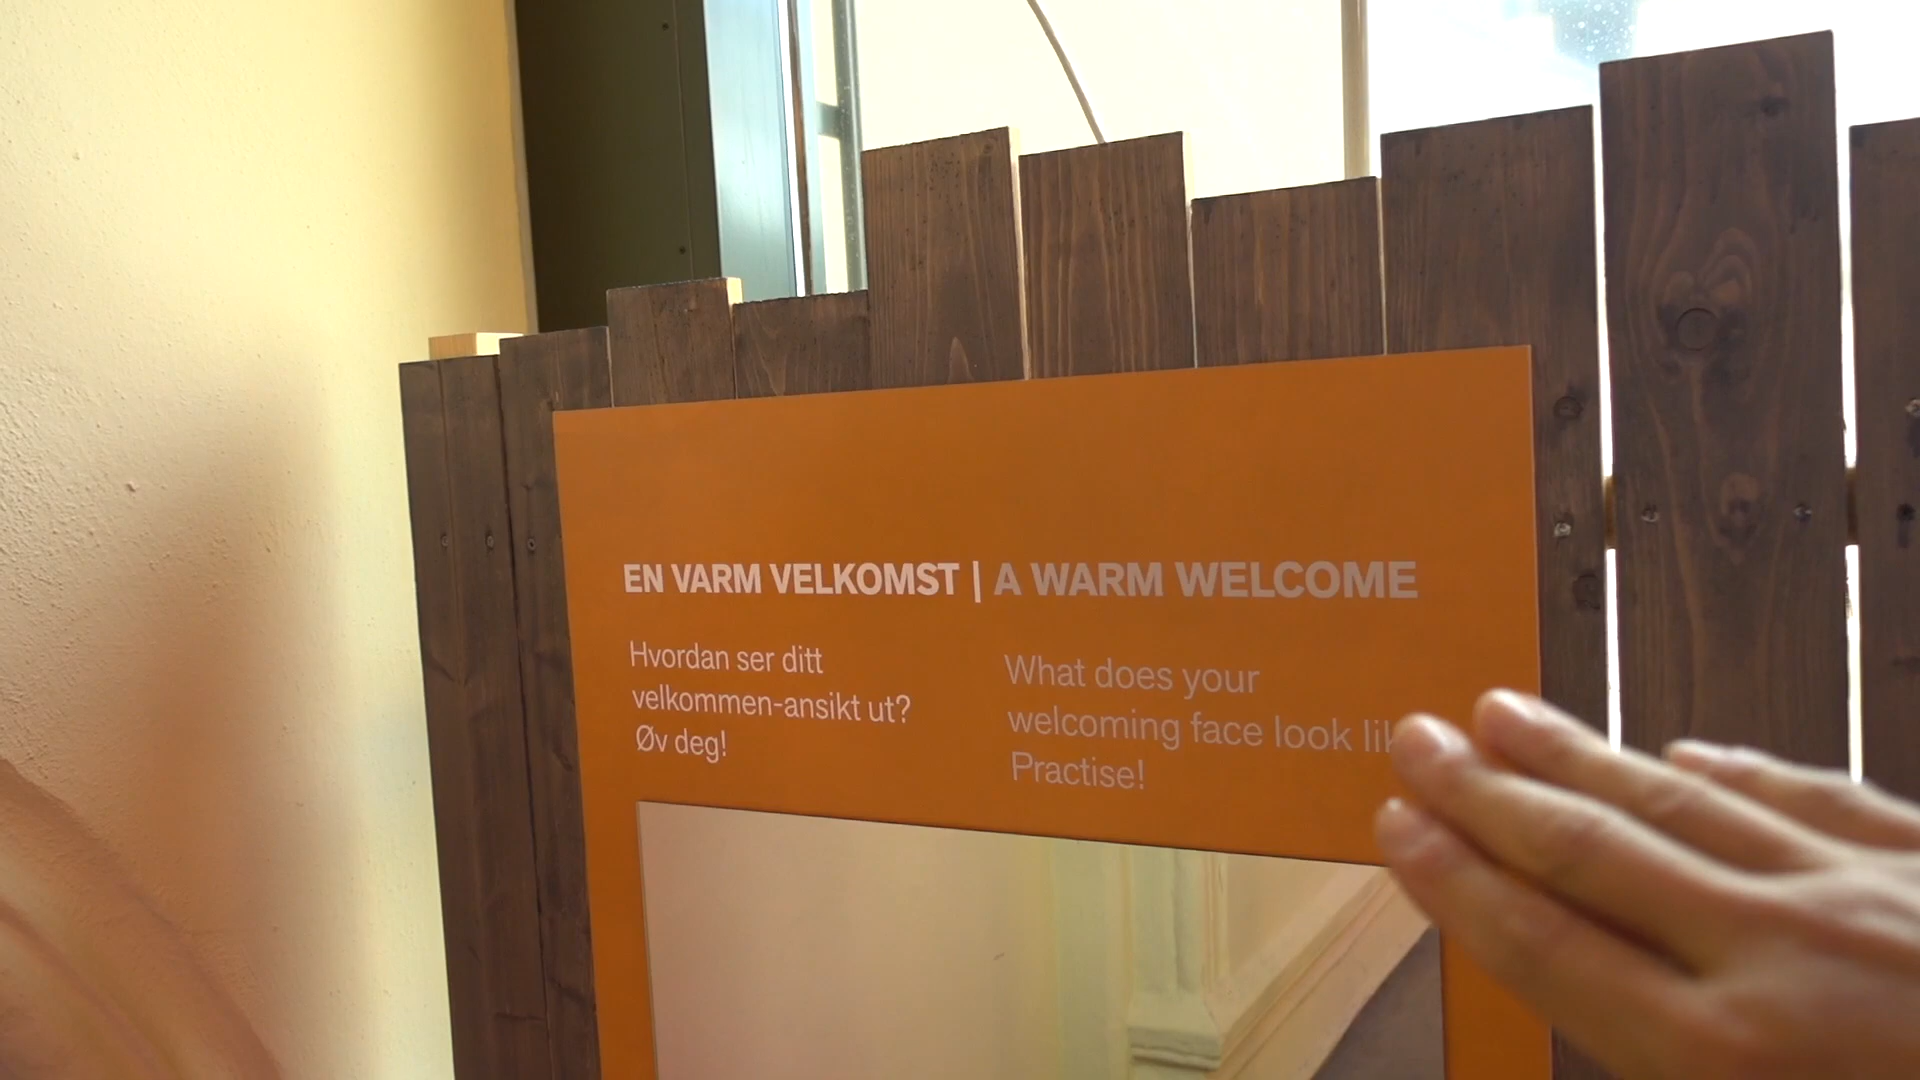 EN VARM VELKOMST | A WARM WELCOME
Hvordan ser ditt
velkommen-ansikt ut?
Øv deg!
What does your
welcoming face look
Practise!